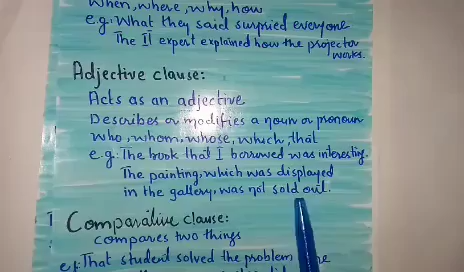 When, where, why, how
e.g. What they said surpried everyone
The IT expert explained how the projector
works.
Adjective clause:
Acts as an adjective
Describes or modifies a noun or pronoun
who, whom, whose, which, that
e.g. The book that I borrowed was interesting.
The painting, which was displayed
in the gallery, was not sold out.
Comparative clause:
compares two things
e.g. That student solved the problem